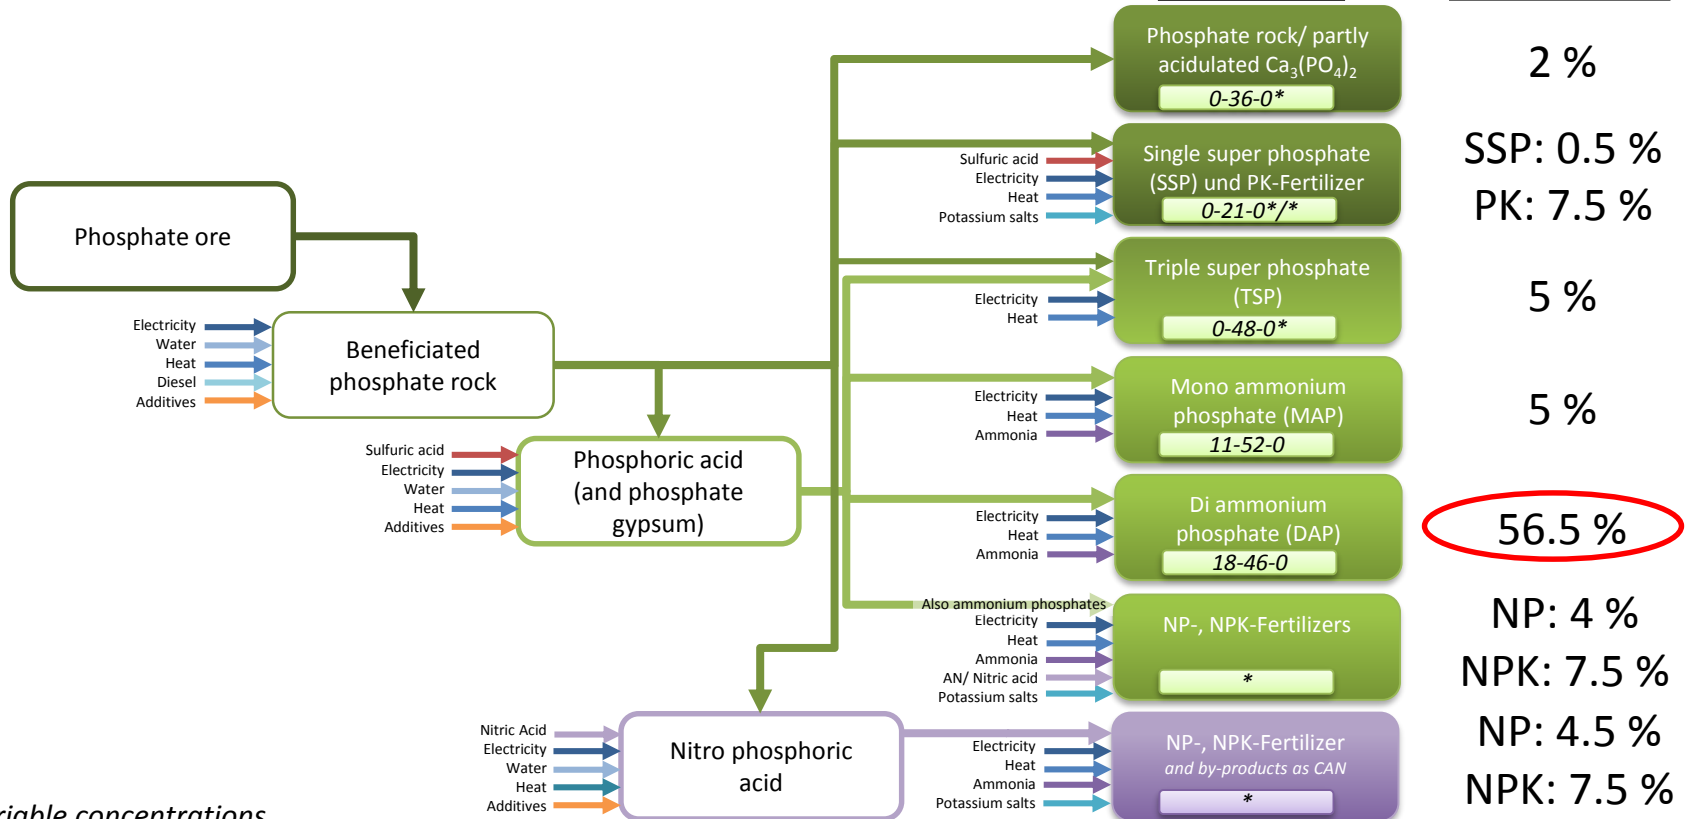 Phosphate rock/ partly
acidulated Ca₃(PO₄)₂
0-36-0*
2 %
Sulfuric acid
Electricity
Heat
Potassium salts
Single super phosphate
(SSP) und PK-Fertilizer
0-21-0*/*
SSP: 0.5 %
PK: 7.5 %
Phosphate ore
Electricity
Heat
Triple super phosphate
(TSP)
0-48-0*
5 %
Electricity
Water
Heat
Diesel
Additives
Beneficiated
phosphate rock
Electricity
Heat
Ammonia
Mono ammonium
phosphate (MAP)
11-52-0
5 %
Sulfuric acid
Electricity
Water
Heat
Additives
Phosphoric acid
(and phosphate
gypsum)
Electricity
Heat
Ammonia
Di ammonium
phosphate (DAP)
18-46-0
56.5 %
Also ammonium phosphates
Electricity
Heat
Ammonia
AN/ Nitric acid
Potassium salts
NP-, NPK-Fertilizers
*
NP: 4 %
NPK: 7.5 %
Nitric Acid
Electricity
Water
Heat
Additives
Nitro phosphoric
acid
Electricity
Heat
Ammonia
Potassium salts
NP-, NPK-Fertilizer
and by-products as CAN
*
NP: 4.5 %
NPK: 7.5 %
concentrations